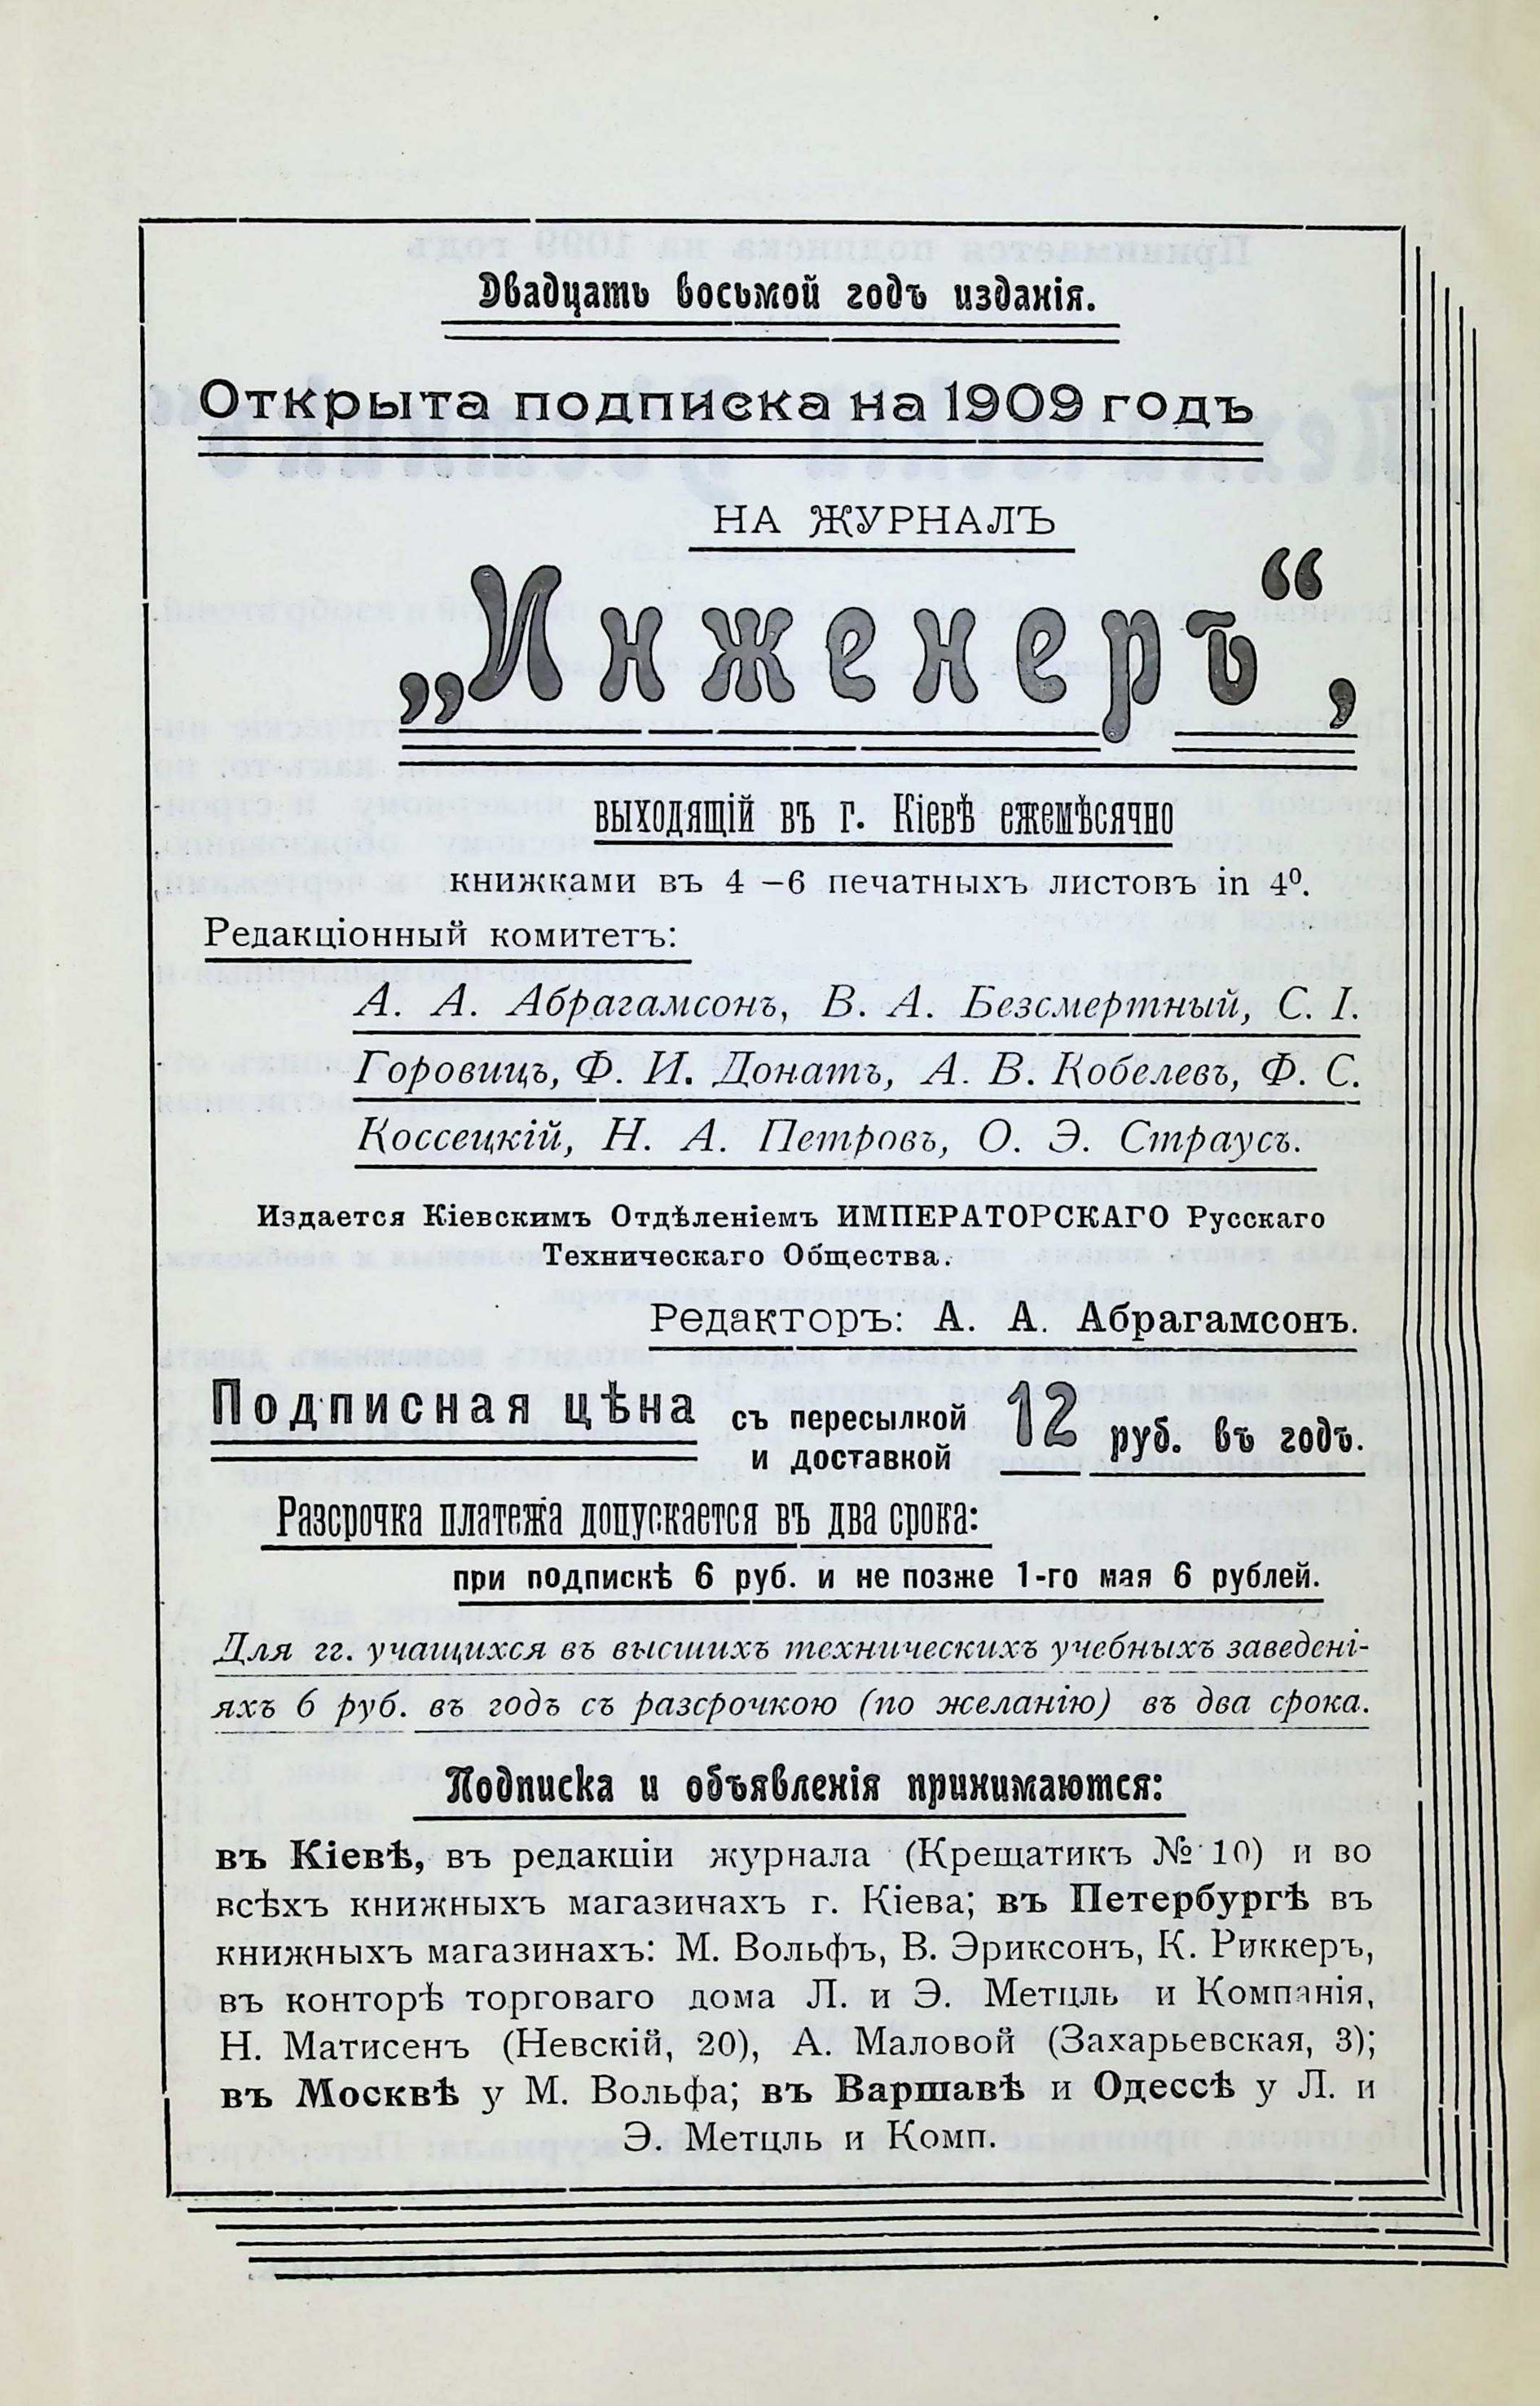 Двадцать восьмой годъ изданія.
Открыта подписка на 1909 годъ
НА ЖУРНАЛЪ
„Инженеръ“,
выходящій въ г. Кіевѣ ежемѣсячно
книжками въ 4 –6 печатныхъ листовъ in 4⁰.
Редакціонный комитетъ:
А. А. Абрагамсонъ, В. А. Безсмертный, С. І.
Горовицъ, Ф. И. Донатъ, А. В. Кобелевъ, Ф. С.
Коссецкій, Н. А. Петровъ, О. Э. Страусъ.
Издается Кіевскимъ Отдѣленіемъ ИМПЕРАТОРСКАГО Русскаго
Техническаго Общества.
Редакторъ: А. А. Абрагамсонъ.
Подписная цѣна съ пересылкой и доставкой 12 руб. въ годъ.
Разсрочка платежа допускается въ два срока:
при подпискѣ 6 руб. и не позже 1-го мая 6 рублей.
Для гг. учащихся въ высшихъ техническихъ учебныхъ заведені-
яхъ 6 руб. въ годъ съ разсрочкою (по желанію) въ два срока.
Подписка и объявленія принимаются:
въ Кіевѣ, въ редакціи журнала (Крещатикъ № 10) и во
всѣхъ книжныхъ магазинахъ г. Кіева; въ Петербургѣ въ
книжныхъ магазинахъ: М. Вольфъ, В. Эриксонъ, К. Риккеръ,
въ конторѣ торговаго дома Л. и Э. Метцль и Компанія,
Н. Матисенъ (Невскій, 20), А. Маловой (Захарьевская, 3);
въ Москвѣ у М. Вольфа; въ Варшавѣ и Одессѣ у Л. и
Э. Метцль и Комп.